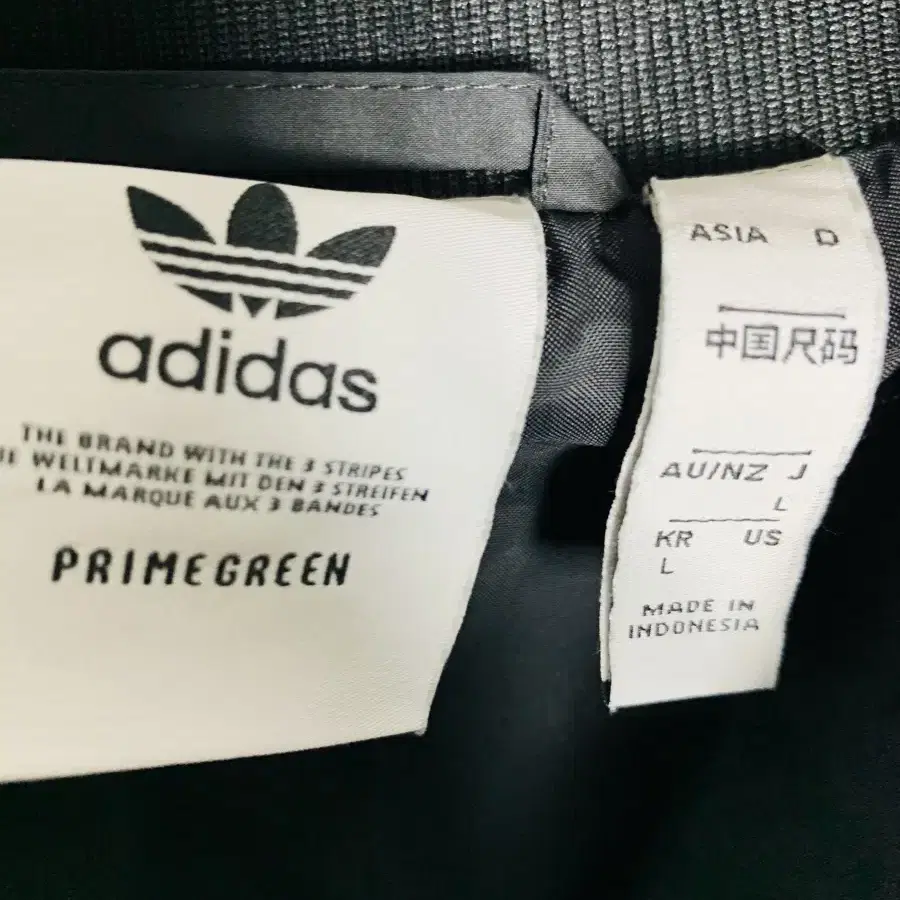 adidas
THE BRAND WITH THE 3 STRIPES
IE WELTMARKE MIT DEN 3 STREIFEN
LA MARQUE AUX 3 BANDES
PRIMEGREEN
ASIA D
中国尺码
AU/NZ J
L
KR US
L
MADE IN
INDONESIA